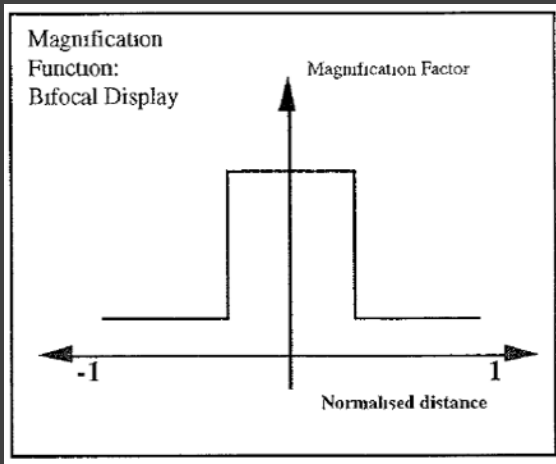 Magnification
Function:
Bifocal Display
Magnification Factor
-1
1
Normalised distance